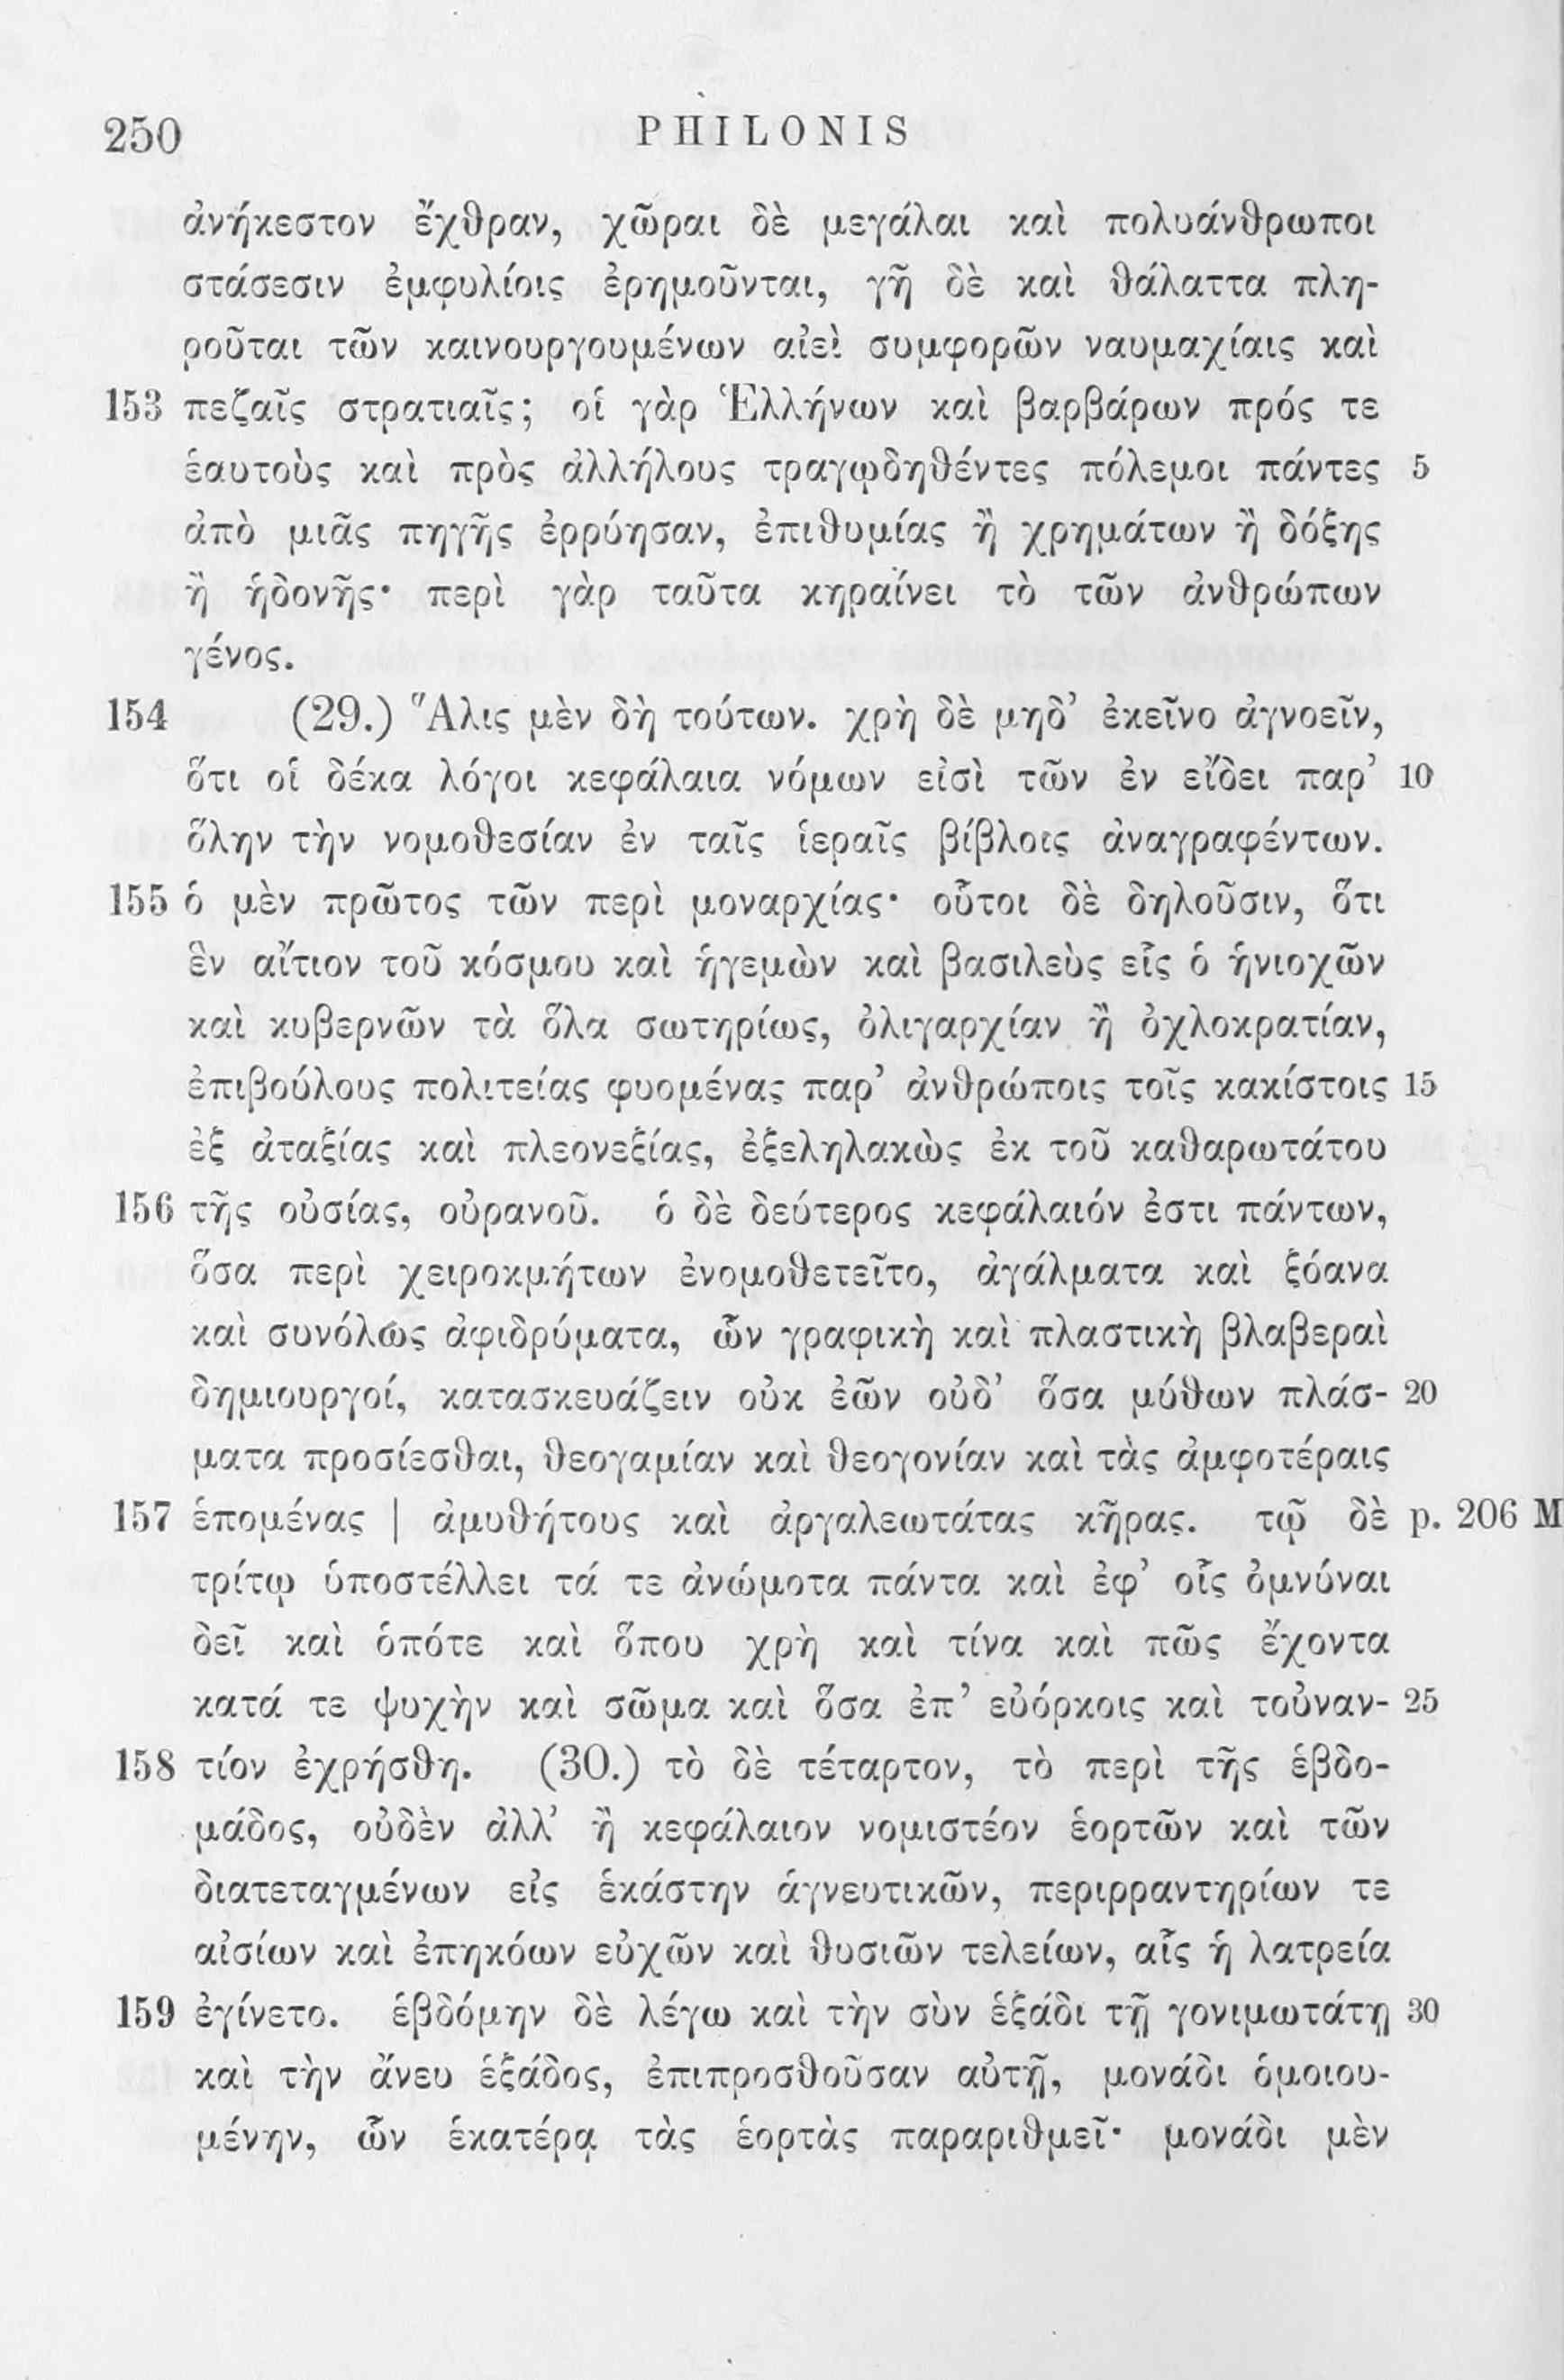 250 PHILONIS
ἀνήκεστον ἔχθραν, χῶραι δὲ μεγάλαι καὶ πολυάνθρωποι
στάσεσιν ἐμφυλίοις ἐρημοῦνται, γῆ δὲ καὶ θάλαττα πλη-
ροῦται τῶν καινουργουμένων αἰεὶ συμφορῶν ναυμαχίαις καὶ
153 πεζαῖς στρατιαῖς; οἱ γὰρ Ἑλλήνων καὶ βαρβάρων πρός τε
ἑαυτοὺς καὶ πρὸς ἀλλήλους τραγῳδηθέντες πόλεμοι πάντες 5
ἀπὸ μιᾶς πηγῆς ἐρρύησαν, ἐπιθυμίας ἢ χρημάτων ἢ δόξης
ἢ ἡδονῆς· περὶ γὰρ ταῦτα κηραίνει τὸ τῶν ἀνθρώπων
γένος.
154 (29.) Ἅλις μὲν δὴ τούτων. χρὴ δὲ μηδ’ ἐκεῖνο ἀγνοεῖν,
ὅτι οἱ δέκα λόγοι κεφάλαια νόμων εἰσὶ τῶν ἐν εἴδει παρ’ 10
ὅλην τὴν νομοθεσίαν ἐν ταῖς ἱεραῖς βίβλοις ἀναγραφέντων.
155 ὁ μὲν πρῶτος τῶν περὶ μοναρχίας· οὗτοι δὲ δηλοῦσιν, ὅτι
ἓν αἴτιον τοῦ κόσμου καὶ ἡγεμὼν καὶ βασιλεὺς εἷς ὁ ἡνιοχῶν
καὶ κυβερνῶν τὰ ὅλα σωτηρίως, ὀλιγαρχίαν ἢ ὀχλοκρατίαν,
ἐπιβούλους πολιτείας φυομένας παρ’ ἀνθρώποις τοῖς κακίστοις 15
ἐξ ἀταξίας καὶ πλεονεξίας, ἐξεληλακὼς ἐκ τοῦ καθαρωτάτου
156 τῆς οὐσίας, οὐρανοῦ. ὁ δὲ δεύτερος κεφάλαιόν ἐστι πάντων,
ὅσα περὶ χειροκμήτων ἐνομοθετεῖτο, ἀγάλματα καὶ ξόανα
καὶ συνόλως ἀφιδρύματα, ὧν γραφικὴ καὶ πλαστικὴ βλαβεραὶ
δημιουργοί, κατασκευάζειν οὐκ ἐῶν οὐδ’ ὅσα μύθων πλάσ- 20
ματα προσίεσθαι, θεογαμίαν καὶ θεογονίαν καὶ τὰς ἀμφοτέραις
157 ἑπομένας | ἀμυθήτους καὶ ἀργαλεωτάτας κῆρας. τῷ δὲ p. 206 M
τρίτῳ ὑποστέλλει τά τε ἀνώμοτα πάντα καὶ ἐφ’ οἷς ὀμνύναι
δεῖ καὶ ὁπότε καὶ ὅπου χρὴ καὶ τίνα καὶ πῶς ἔχοντα
κατά τε ψυχὴν καὶ σῶμα καὶ ὅσα ἐπ’ εὐόρκοις καὶ τοὐναν- 25
158 τίον ἐχρήσθη. (30.) τὸ δὲ τέταρτον, τὸ περὶ τῆς ἑβδο-
μάδος, οὐδὲν ἀλλ’ ἢ κεφάλαιον νομιστέον ἑορτῶν καὶ τῶν
διατεταγμένων εἰς ἑκάστην ἁγνευτικῶν, περιρραντηρίων τε
αἰσίων καὶ ἐπηκόων εὐχῶν καὶ θυσιῶν τελείων, αἷς ἡ λατρεία
159 ἐγίνετο. ἑβδόμην δὲ λέγω καὶ τὴν σὺν ἑξάδι τῇ γονιμωτάτῃ 30
καὶ τὴν ἄνευ ἑξάδος, ἐπιπροσθοῦσαν αὐτῇ, μονάδι ὁμοιου-
μένην, ὧν ἑκατέρᾳ τὰς ἑορτὰς παραριθμεῖ· μονάδι μὲν